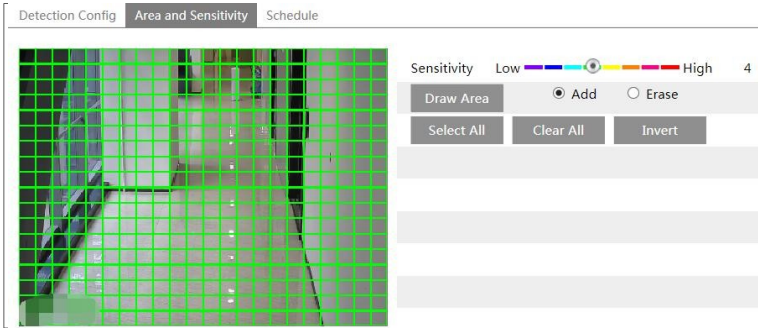 Detection Config Area and Sensitivity Schedule
Sensitivity Low High 4
Draw Area Add Erase
Select All Clear All Invert